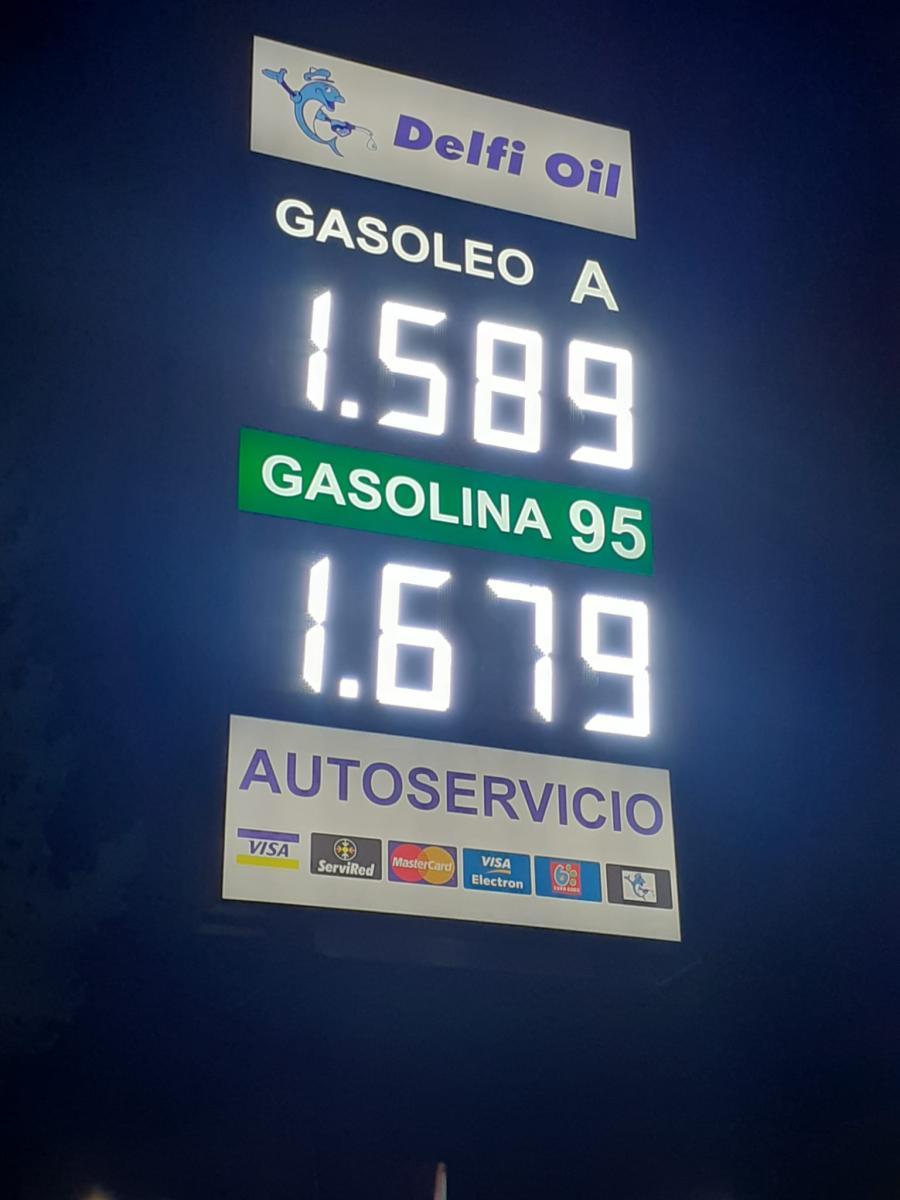 Delfi Oil
GASOLEO A
1.589
GASOLINA 95
1.679
AUTOSERVICIO
VISA ServiRed MasterCard VISA Electron